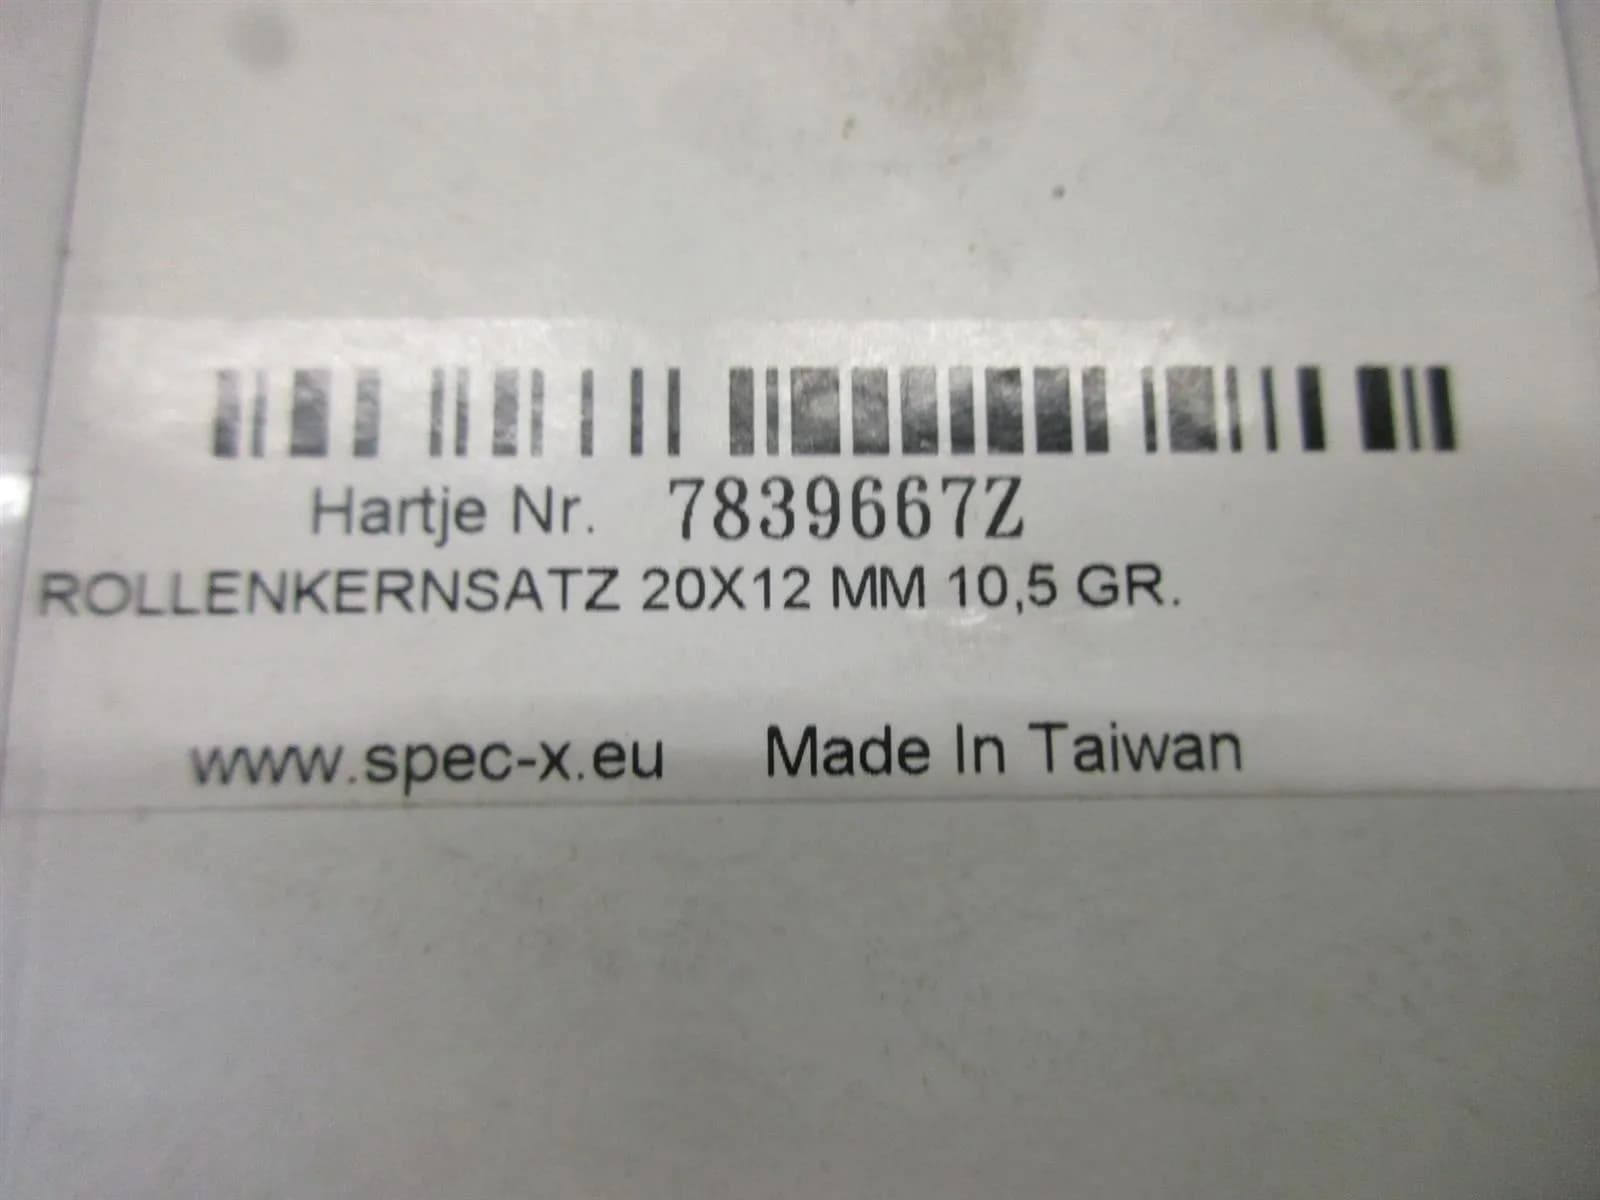 Hartje Nr. 7839667Z
ROLLENKERNSATZ 20X12 MM 10,5 GR.
www.spec-x.eu Made In Taiwan